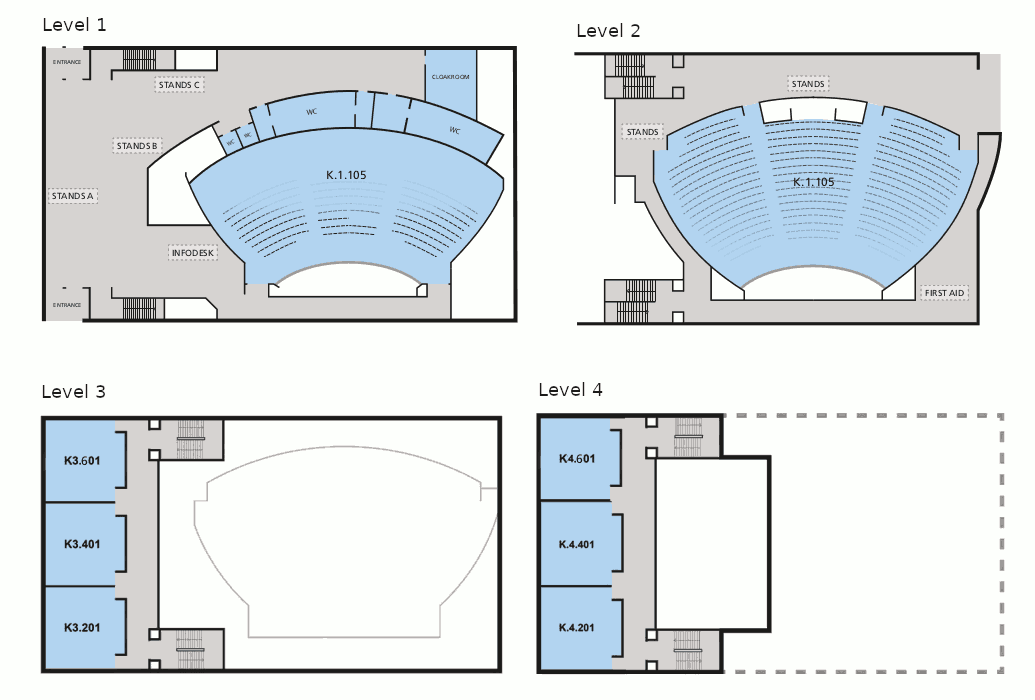 Level 1
ENTRANCE
STANDS C
CLOAKROOM
WC
WC
WC
WC
STANDS B
K.1.105
STANDS A
INFODESK
ENTRANCE
Level 2
STANDS
STANDS
K.1.105
FIRST AID
Level 3
K3.601
K3.401
K3.201
Level 4
K4.601
K.4.401
K.4.201